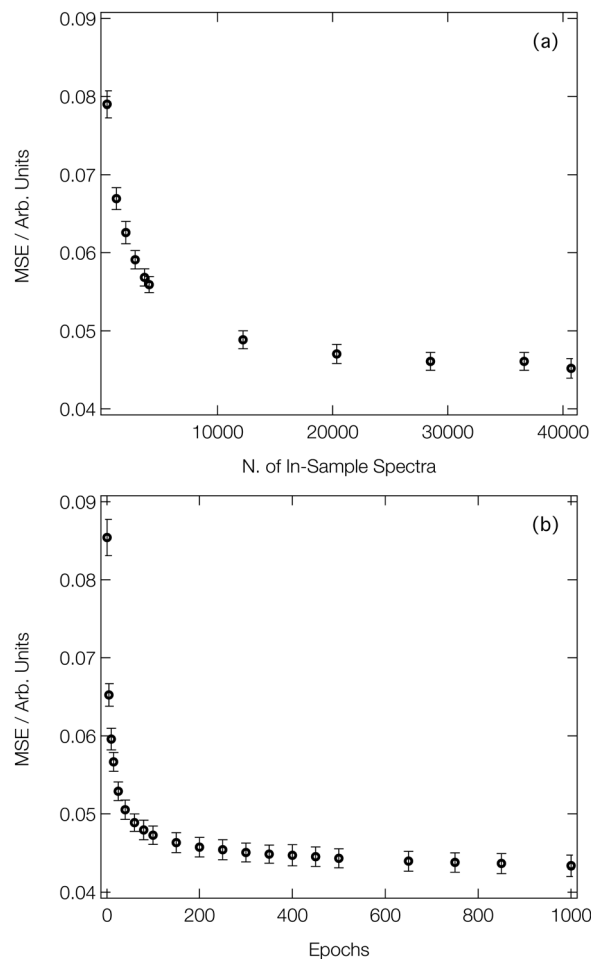 0.09
(a)
0.08
0.07
MSE / Arb. Units
0.06
0.05
0.04
10000 20000 30000 40000
N. of In-Sample Spectra
0.09
(b)
0.08
0.07
MSE / Arb. Units
0.06
0.05
0.04
0 200 400 600 800 1000
Epochs